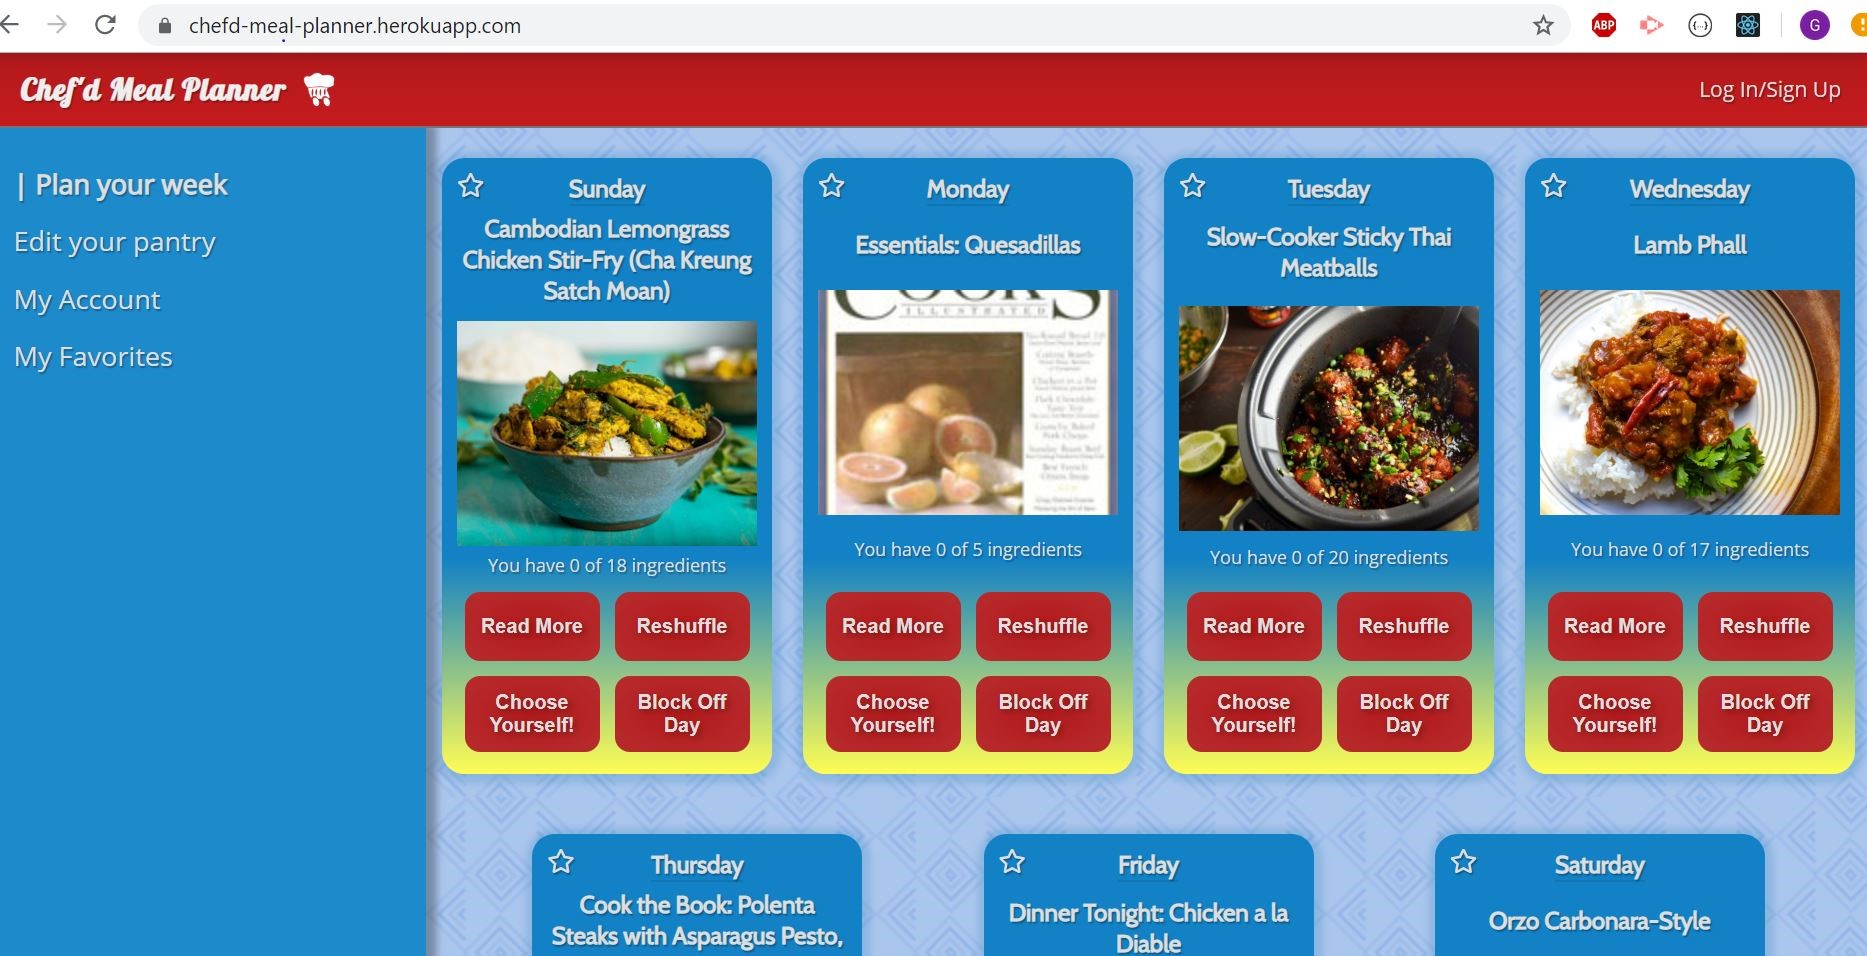 chefd-meal-planner.herokuapp.com
ABP
G
Chef'd Meal Planner
Log In/Sign Up
| Plan your week
Edit your pantry
My Account
My Favorites
Sunday
Cambodian Lemongrass
Chicken Stir-Fry (Cha Kreung
Satch Moan)
You have 0 of 18 ingredients
Read More
Reshuffle
Choose
Yourself!
Block Off
Day
Monday
Essentials: Quesadillas
COOK'S
ILLUSTRATED
You have 0 of 5 ingredients
Read More
Reshuffle
Choose
Yourself!
Block Off
Day
Tuesday
Slow-Cooker Sticky Thai
Meatballs
You have 0 of 20 ingredients
Read More
Reshuffle
Choose
Yourself!
Block Off
Day
Wednesday
Lamb Phall
You have 0 of 17 ingredients
Read More
Reshuffle
Choose
Yourself!
Block Off
Day
Thursday
Cook the Book: Polenta
Steaks with Asparagus Pesto,
Friday
Dinner Tonight: Chicken a la
Diable
Saturday
Orzo Carbonara-Style